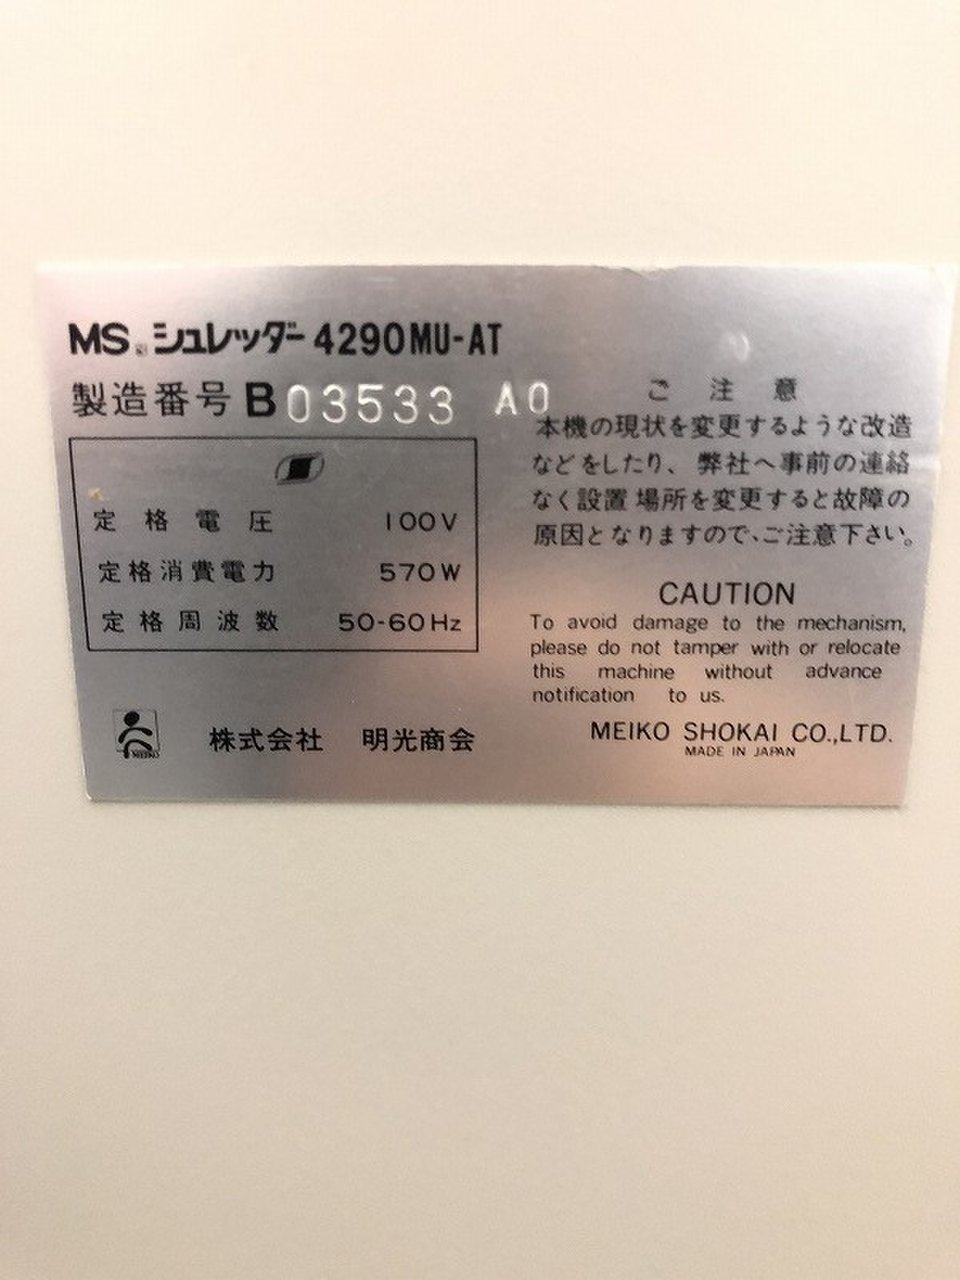 MS シュレッダー 4290MU-AT
製造番号 B 03533 A0
定格電圧 100V
定格消費電力 570W
定格周波数 50-60Hz
MEIKO
株式会社 明光商会
ご注意
本機の現状を変更するような改造
などをしたり、弊社へ事前の連絡
なく設置場所を変更すると故障の
原因となりますので、ご注意下さい。
CAUTION
To avoid damage to the mechanism,
please do not tamper with or relocate
this machine without advance
notification to us.
MEIKO SHOKAI CO.,LTD.
MADE IN JAPAN